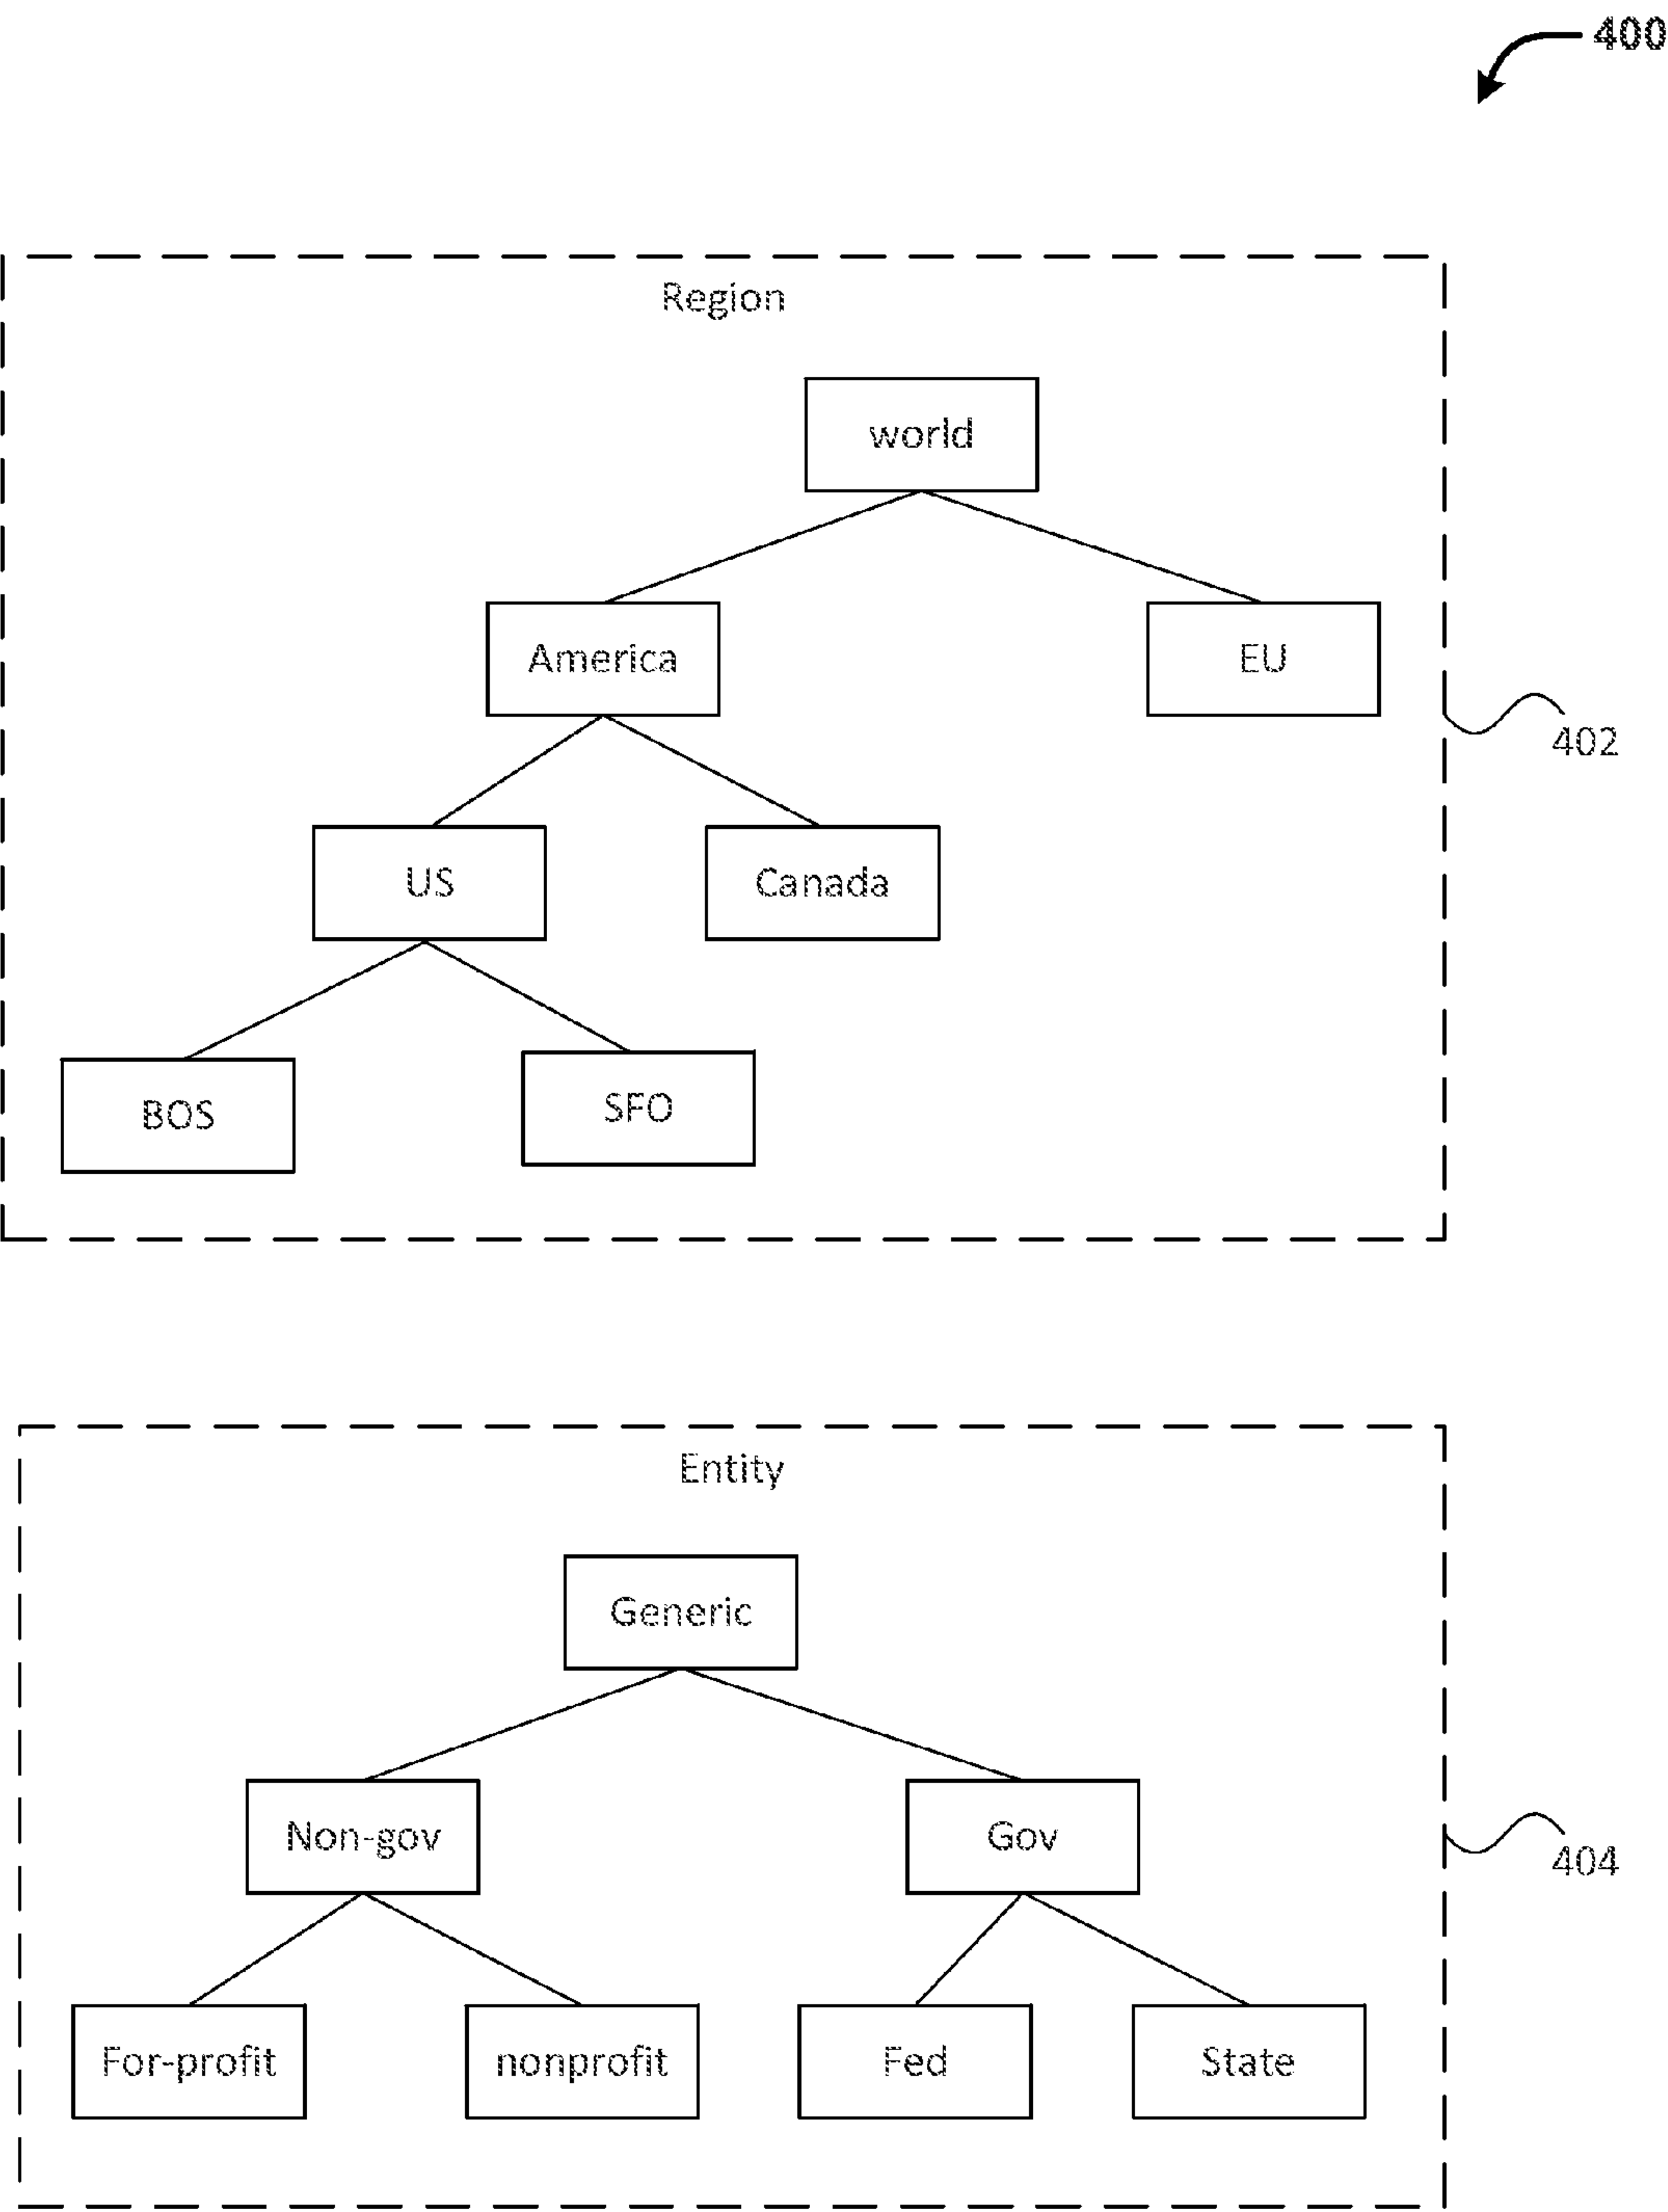 400
Region
world
America
EU
402
US
Canada
BOS
SFO
Entity
Generic
Non-gov
Gov
404
For-profit
nonprofit
Fed
State